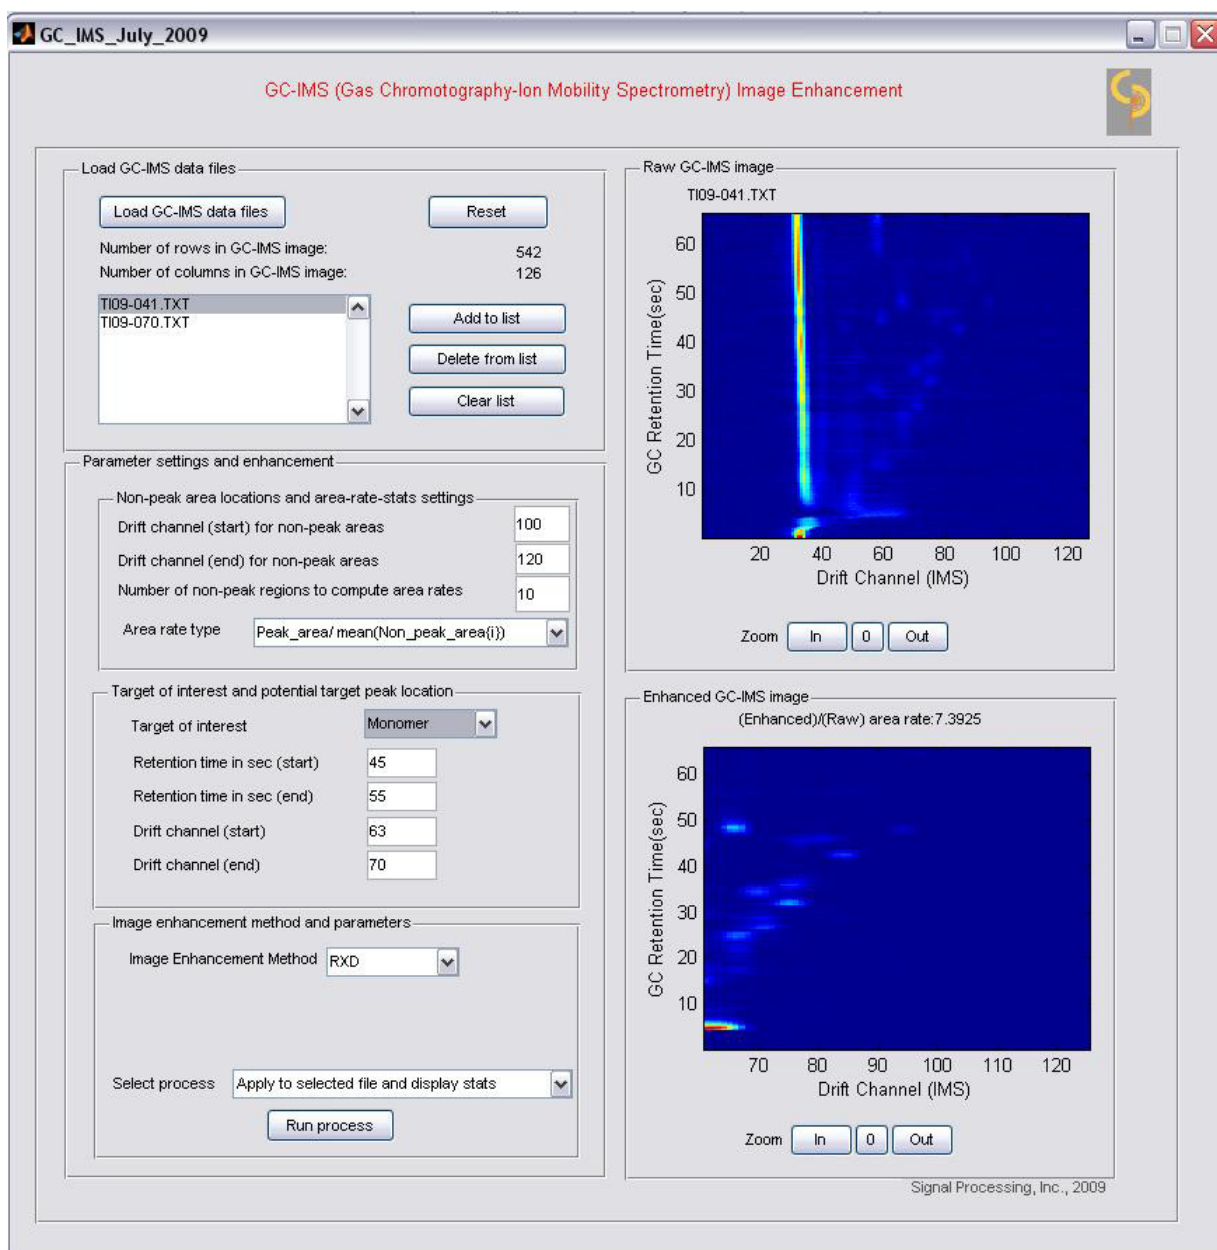 GC_IMS_July_2009
GC-IMS (Gas Chromotography-Ion Mobility Spectrometry) Image Enhancement
Load GC-IMS data files
Load GC-IMS data files
Reset
Number of rows in GC-IMS image:
542
Number of columns in GC-IMS image:
126
TI09-041.TXT
TI09-070.TXT
Add to list
Delete from list
Clear list
Parameter settings and enhancement
Non-peak area locations and area-rate-stats settings
Drift channel (start) for non-peak areas
100
Drift channel (end) for non-peak areas
120
Number of non-peak regions to compute area rates
10
Area rate type
Peak_area/ mean(Non_peak_area{i})
Target of interest and potential target peak location
Target of interest
Monomer
Retention time in sec (start)
45
Retention time in sec (end)
55
Drift channel (start)
63
Drift channel (end)
70
Image enhancement method and parameters
Image Enhancement Method
RXD
Select process
Apply to selected file and display stats
Run process
Raw GC-IMS image
TI09-041.TXT
GC Retention Time(sec)
60
50
40
30
20
10
20 40 60 80 100 120
Drift Channel (IMS)
Zoom In 0 Out
Enhanced GC-IMS image
(Enhanced)/(Raw) area rate:7.3925
GC Retention Time(sec)
60
50
40
30
20
10
70 80 90 100 110 120
Drift Channel (IMS)
Zoom In 0 Out
Signal Processing, Inc., 2009